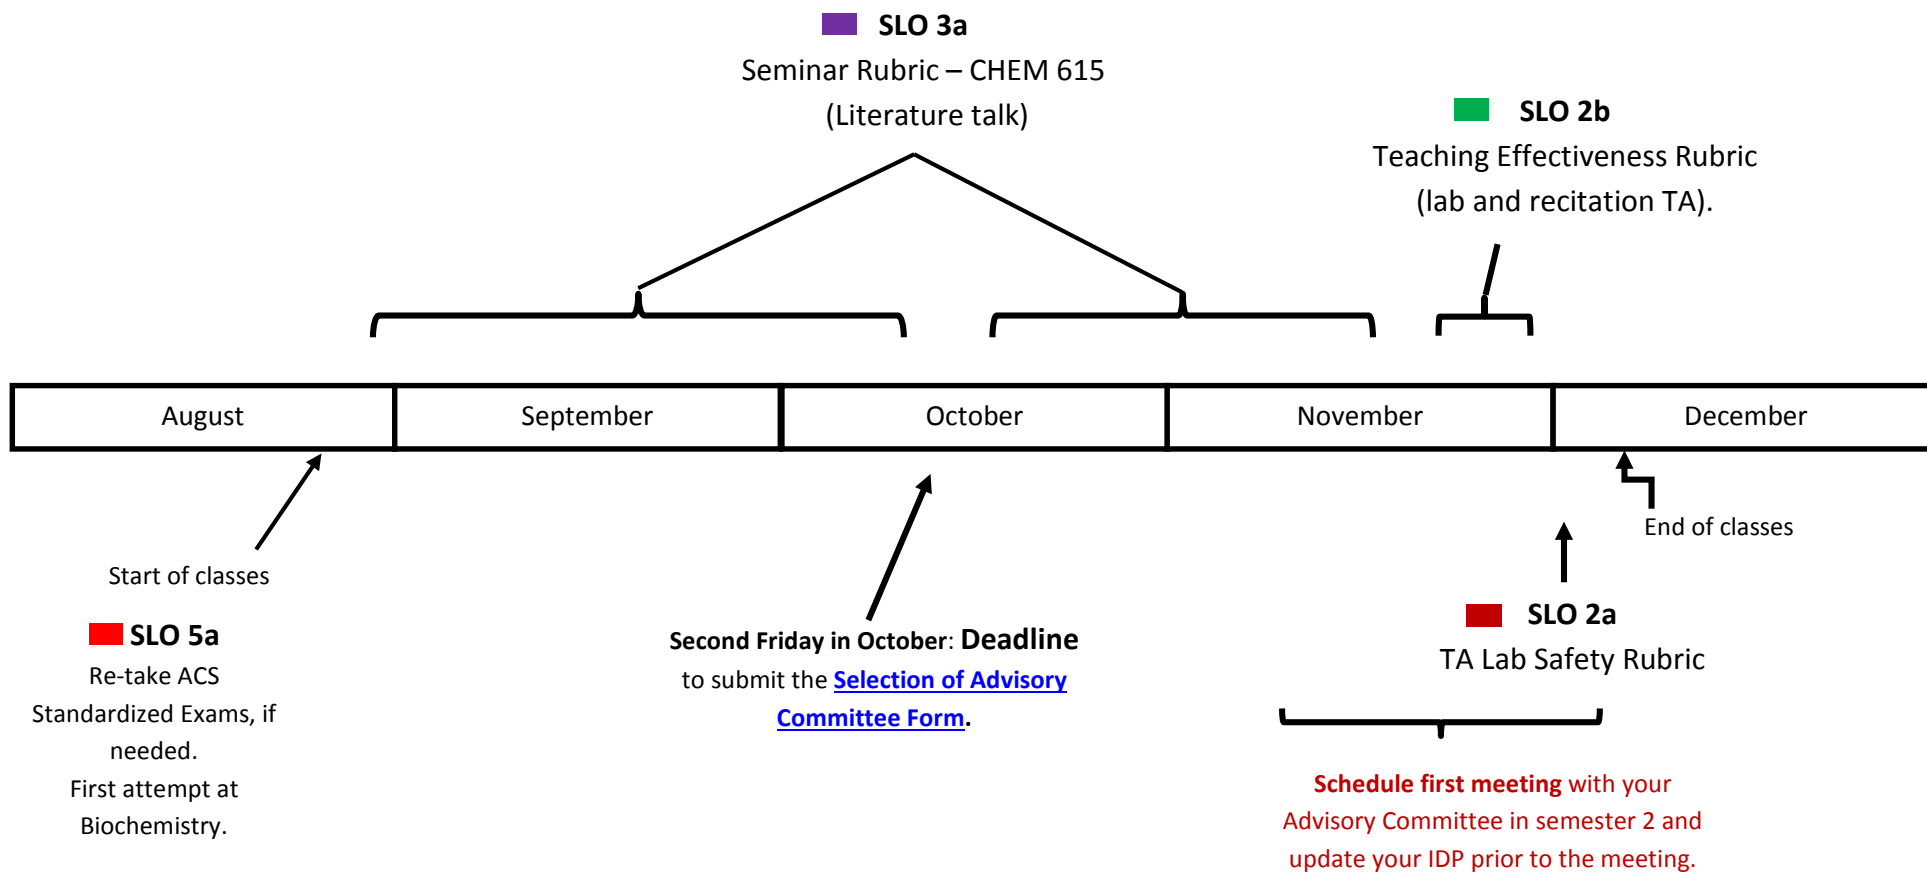 SLO 3a
Seminar Rubric – CHEM 615
(Literature talk)
SLO 2b
Teaching Effectiveness Rubric
(lab and recitation TA).
August
September
October
November
December
Start of classes
End of classes
SLO 5a
Re-take ACS
Standardized Exams, if
needed.
First attempt at
Biochemistry.
Second Friday in October: Deadline
to submit the Selection of Advisory
Committee Form.
SLO 2a
TA Lab Safety Rubric
Schedule first meeting with your
Advisory Committee in semester 2 and
update your IDP prior to the meeting.